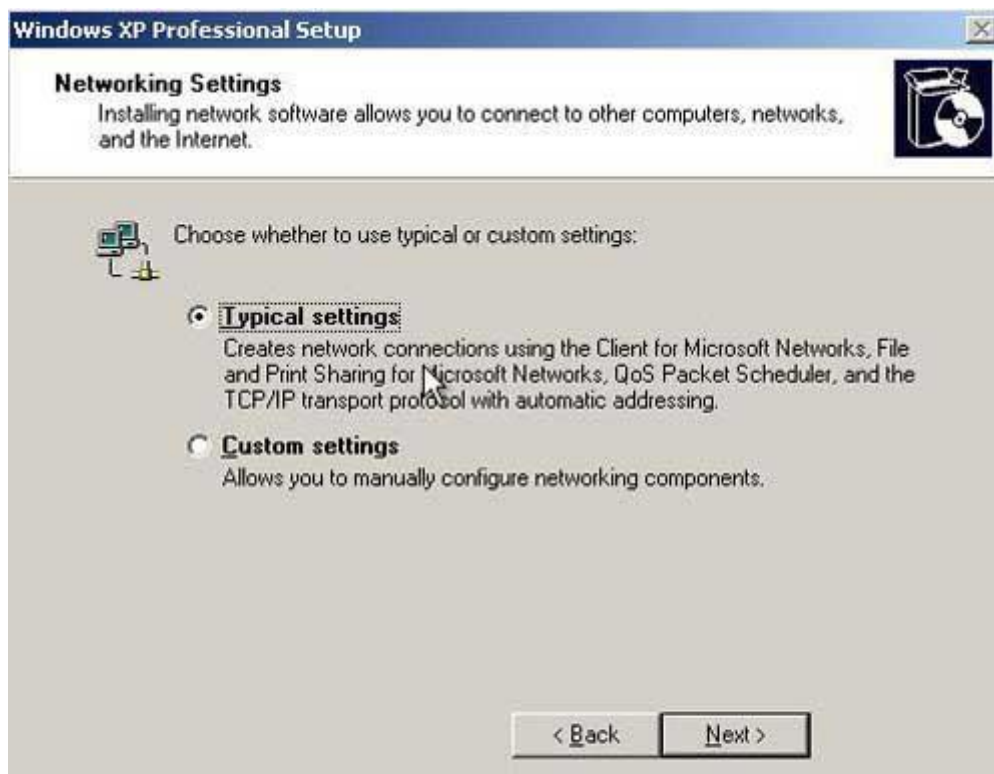 Windows XP Professional Setup
Networking Settings
Installing network software allows you to connect to other computers, networks,
and the Internet.
Choose whether to use typical or custom settings:
Typical settings
Creates network connections using the Client for Microsoft Networks, File
and Print Sharing for Microsoft Networks, QoS Packet Scheduler, and the
TCP/IP transport protocol with automatic addressing.
Custom settings
Allows you to manually configure networking components.
< Back Next >